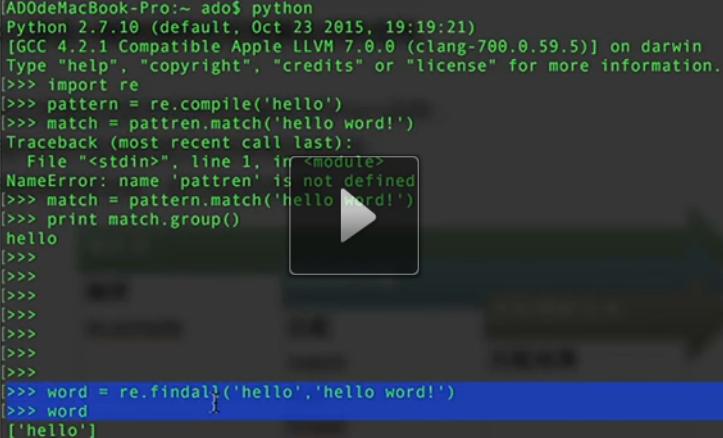 [ADOdeMacBook-Pro:~ ado$ python
Python 2.7.10 (default, Oct 23 2015, 19:19:21)
[GCC 4.2.1 Compatible Apple LLVM 7.0.0 (clang-700.0.59.5)] on darwin
Type "help", "copyright", "credits" or "license" for more information.
[>>> import re
[>>> pattern = re.compile('hello')
[>>> match = pattren.match('hello word!')
Traceback (most recent call last):
  File "<stdin>", line 1, in <module>
NameError: name 'pattren' is not defined
[>>> match = pattern.match('hello word!')
[>>> print match.group()
hello
[>>>
[>>>
[>>>
[>>>
[>>>
[>>>
[>>>
[>>> word = re.findall('hello','hello word!')
[>>> word
['hello']